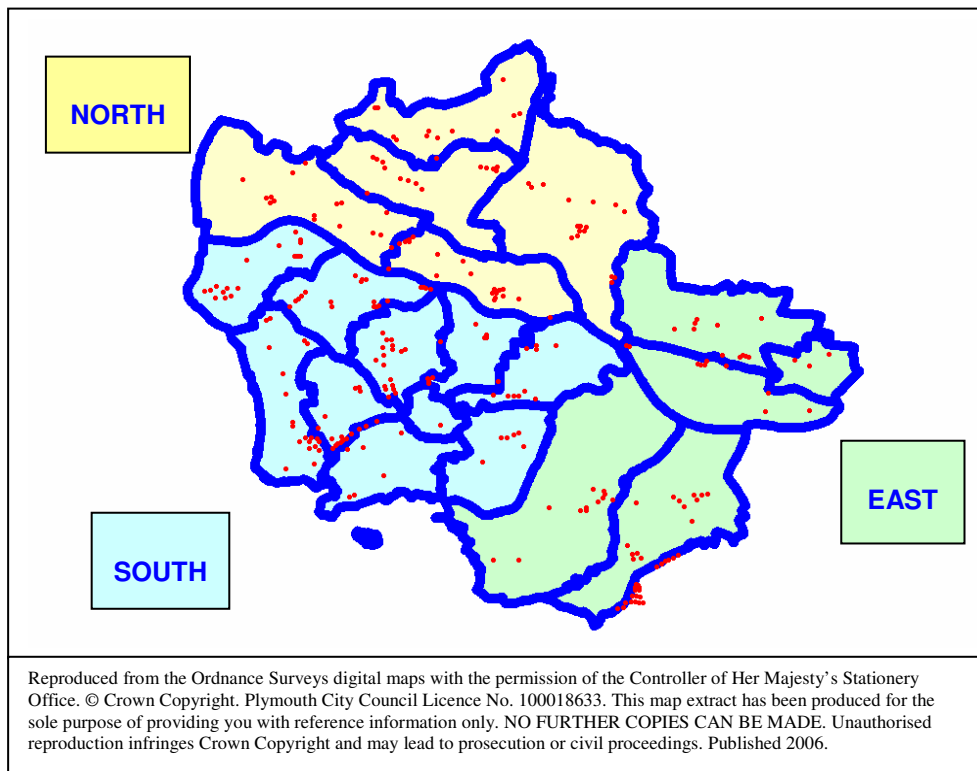 NORTH
EAST
SOUTH
Reproduced from the Ordnance Surveys digital maps with the permission of the Controller of Her Majesty's Stationery
Office. © Crown Copyright. Plymouth City Council Licence No. 100018633. This map extract has been produced for the
sole purpose of providing you with reference information only. NO FURTHER COPIES CAN BE MADE. Unauthorised
reproduction infringes Crown Copyright and may lead to prosecution or civil proceedings. Published 2006.